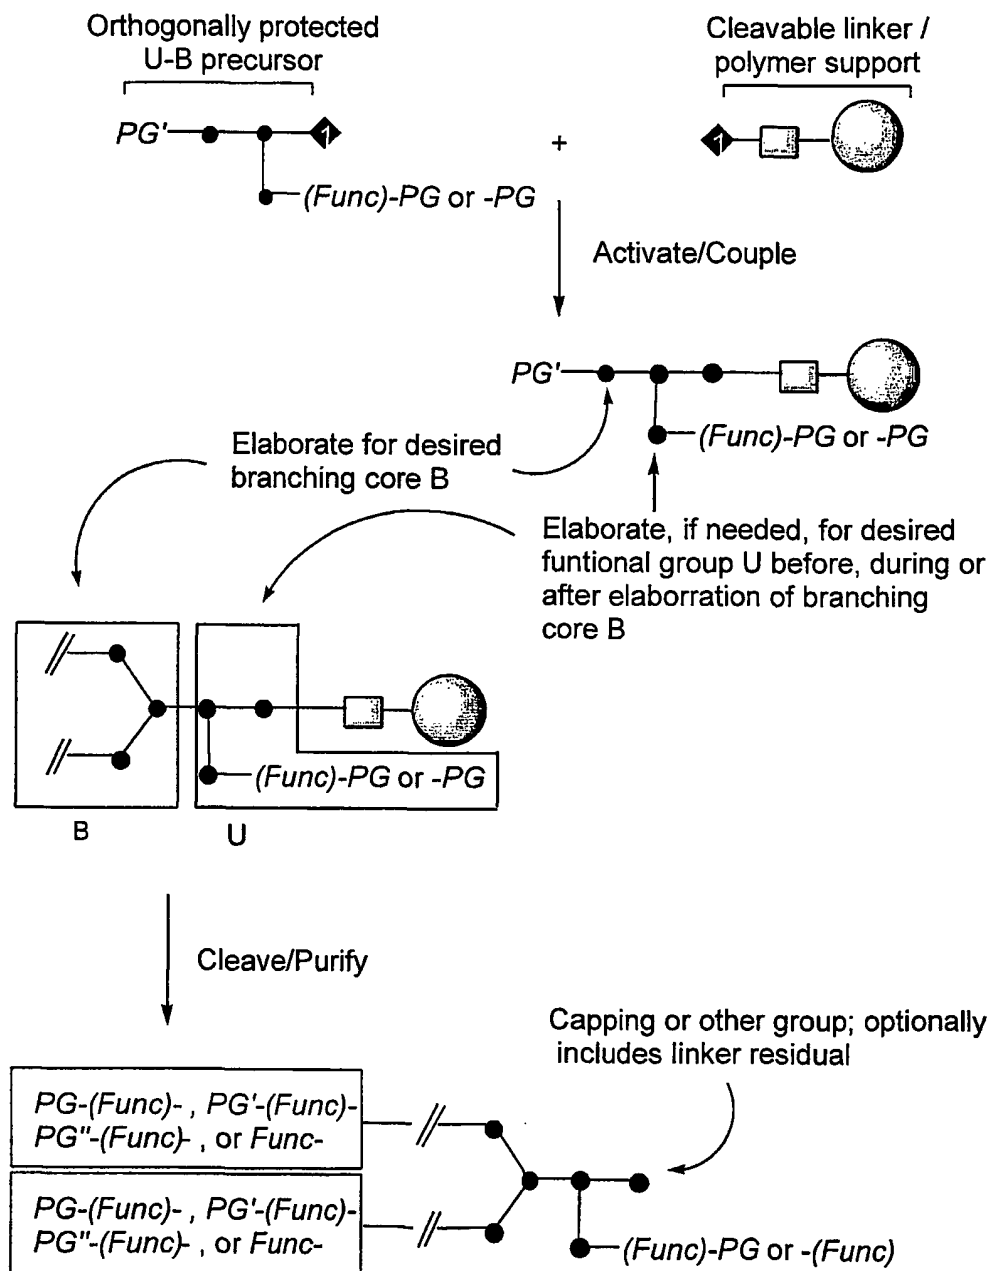 Orthogonally protected
U-B precursor
Cleavable linker /
polymer support
PG'
1
+
1
(Func)-PG or -PG
Activate/Couple
PG'
(Func)-PG or -PG
Elaborate for desired
branching core B
Elaborate, if needed, for desired
funtional group U before, during or
after elaborration of branching
core B
(Func)-PG or -PG
B
U
Cleave/Purify
Capping or other group; optionally
includes linker residual
PG-(Func)- , PG'-(Func)-
PG"-(Func)- , or Func-
PG-(Func)- , PG'-(Func)-
PG"-(Func)- , or Func-
(Func)-PG or -(Func)